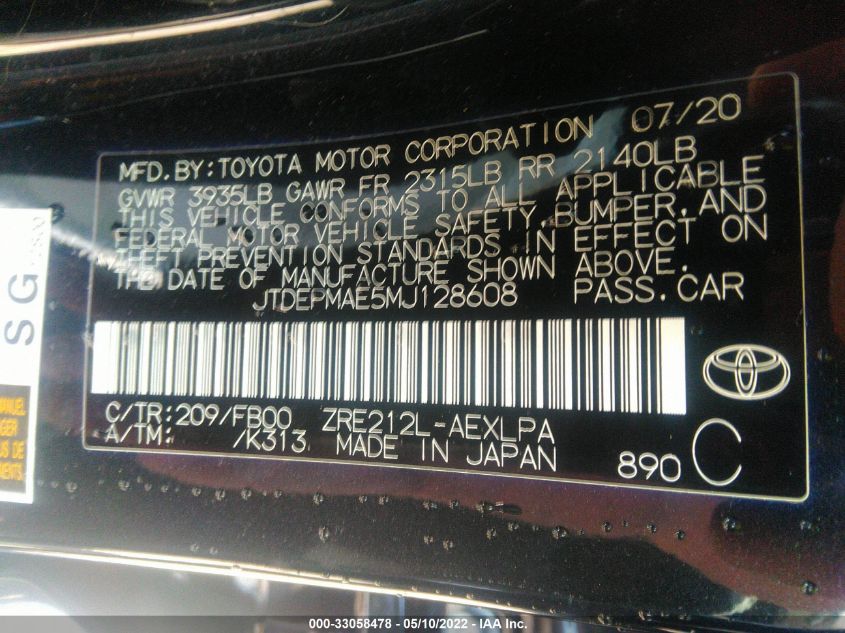 MFD.BY:TOYOTA MOTOR CORPORATION 07/20
GVWR 3935LB GAWR FR 2315LB RR 2140LB
THIS VEHICLE CONFORMS TO ALL APPLICABLE
FEDERAL MOTOR VEHICLE SAFETY,BUMPER,AND
THEFT PREVENTION STANDARDS IN EFFECT ON
THE DATE OF MANUFACTURE SHOWN ABOVE.
JTDEPMAE5MJ128608 PASS.CAR
C/TR:209/FB00 ZRE212L-AEXLPA
A/TM: /K313 MADE IN JAPAN 890 C
SG
000-33058478 - 05/10/2022 - IAA Inc.